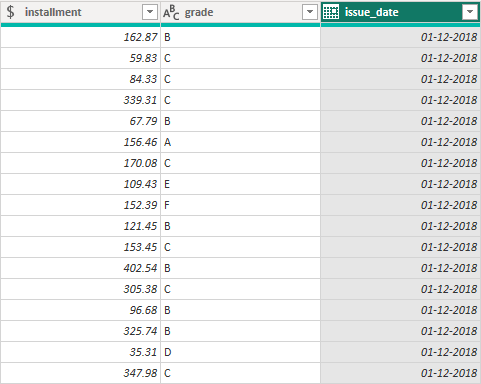 $ installment ABC grade issue_date
162.87 B 01-12-2018
59.83 C 01-12-2018
84.33 C 01-12-2018
339.31 C 01-12-2018
67.79 B 01-12-2018
156.46 A 01-12-2018
170.08 C 01-12-2018
109.43 E 01-12-2018
152.39 F 01-12-2018
121.45 B 01-12-2018
153.45 C 01-12-2018
402.54 B 01-12-2018
305.38 C 01-12-2018
96.68 B 01-12-2018
325.74 B 01-12-2018
35.31 D 01-12-2018
347.98 C 01-12-2018